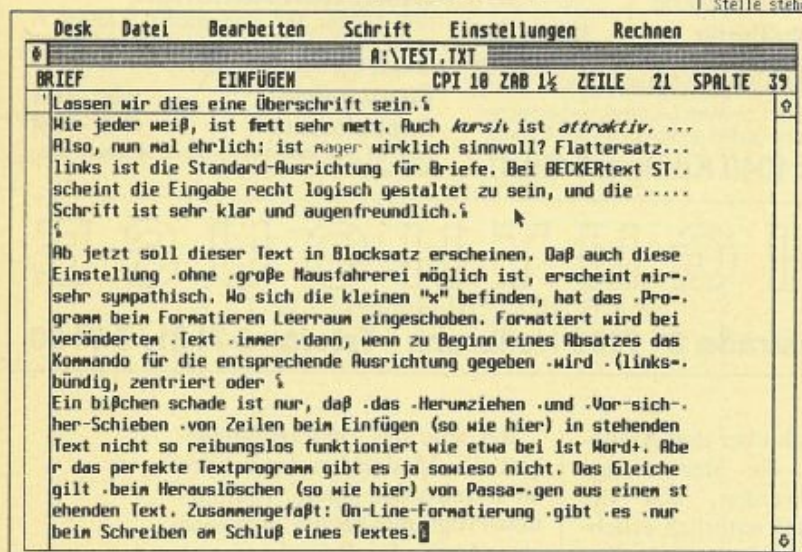 1 Stelle steh
Desk Datei Bearbeiten Schrift Einstellungen Rechnen
A:\TEST.TXT
BRIEF EINFÜGEN CPI 10 ZAB 1½ ZEILE 21 SPALTE 39
Lassen wir dies eine Überschrift sein.
Wie jeder weiß, ist fett sehr nett. Auch kursiv ist attraktiv. ...
Also, nun mal ehrlich: ist mager wirklich sinnvoll? Flattersatz...
links ist die Standard-Ausrichtung für Briefe. Bei BECKERtext ST..
scheint die Eingabe recht logisch gestaltet zu sein, und die .....
Schrift ist sehr klar und augenfreundlich.
Ab jetzt soll dieser Text in Blocksatz erscheinen. Daß auch diese
Einstellung ·ohne ·große Mausfahrerei möglich ist, erscheint mir-·
sehr sympathisch. Wo sich die kleinen "x" befinden, hat das ·Pro-·
gramm beim Formatieren Leerraum eingeschoben. Formatiert wird bei
verändertem ·Text ·immer ·dann, wenn zu Beginn eines Absatzes das
Kommando für die entsprechende Ausrichtung gegeben ·wird ·(links-·
bündig, zentriert oder
Ein bißchen schade ist nur, daß ·das ·Herumziehen ·und ·Vor-sich-·
her-Schieben ·von Zeilen beim Einfügen (so wie hier) in stehenden
Text nicht so reibungslos funktioniert wie etwa bei 1st Word+. Abe
r das perfekte Textprogramm gibt es ja sowieso nicht. Das Gleiche
gilt ·beim Herauslöschen (so wie hier) von Passa-·gen aus einem st
ehenden Text. Zusammengefaßt: On-Line-Formatierung ·gibt ·es ·nur
beim Schreiben am Schluß eines Textes.